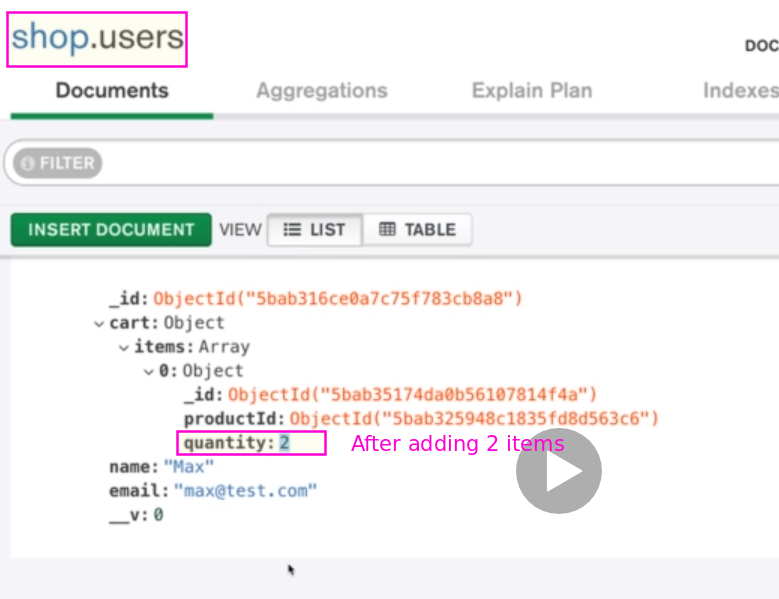 shop.users
DOC
Documents Aggregations Explain Plan Indexes
FILTER
INSERT DOCUMENT VIEW LIST TABLE
_id: ObjectId("5bab316ce0a7c75f783cb8a8")
cart: Object
items: Array
0: Object
_id: ObjectId("5bab35174da0b56107814f4a")
productId: ObjectId("5bab325948c1835fd8d563c6")
quantity: 2 After adding 2 items
name: "Max"
email: "max@test.com"
__v: 0